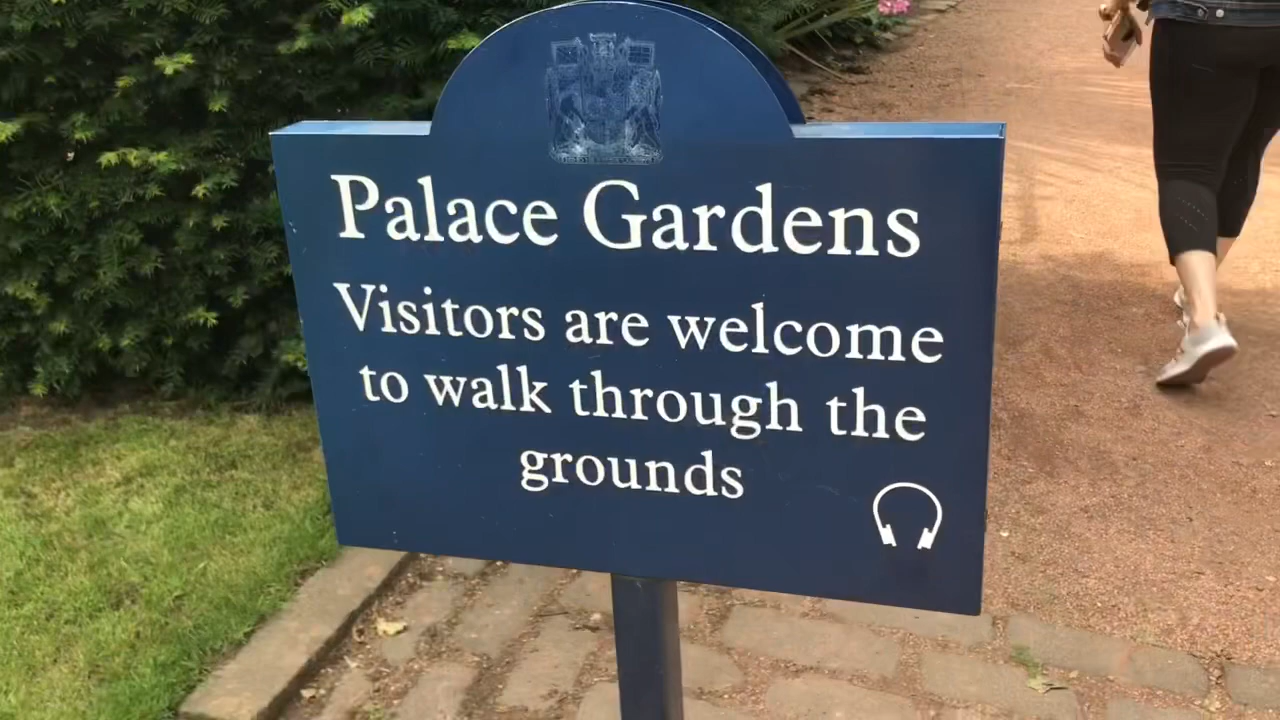 Palace Gardens
Visitors are welcome
to walk through the
grounds